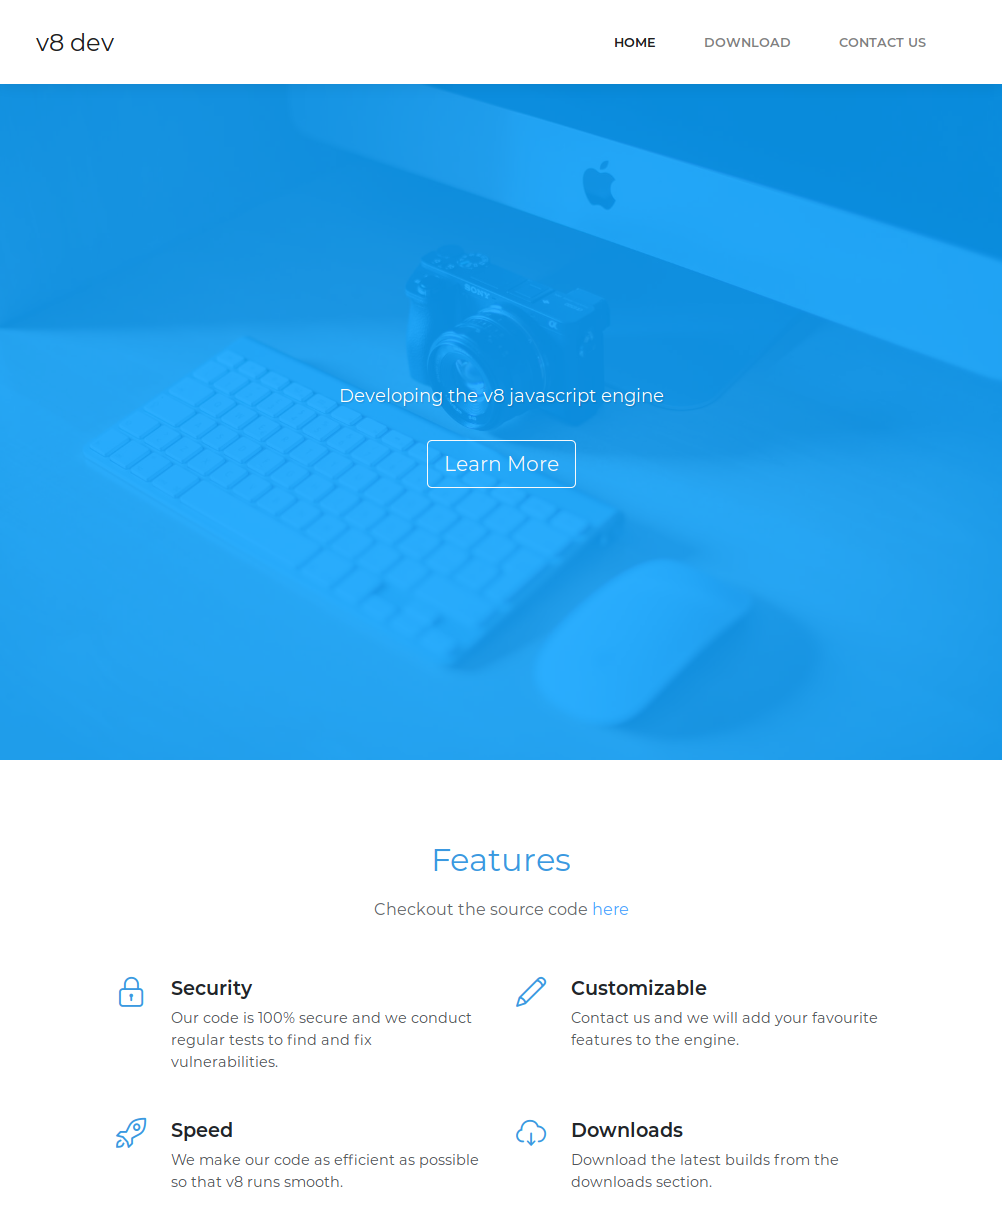 v8 dev
HOME DOWNLOAD CONTACT US
SONY
α
Developing the v8 javascript engine
Learn More
Features
Checkout the source code here
Security
Our code is 100% secure and we conduct
regular tests to find and fix
vulnerabilities.
Customizable
Contact us and we will add your favourite
features to the engine.
Speed
We make our code as efficient as possible
so that v8 runs smooth.
Downloads
Download the latest builds from the
downloads section.